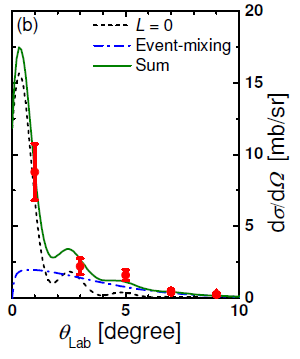 (b)
L = 0
Event-mixing
Sum
20
15
10
5
0
dσ/dΩ [mb/sr]
0 5 10
θLab [degree]